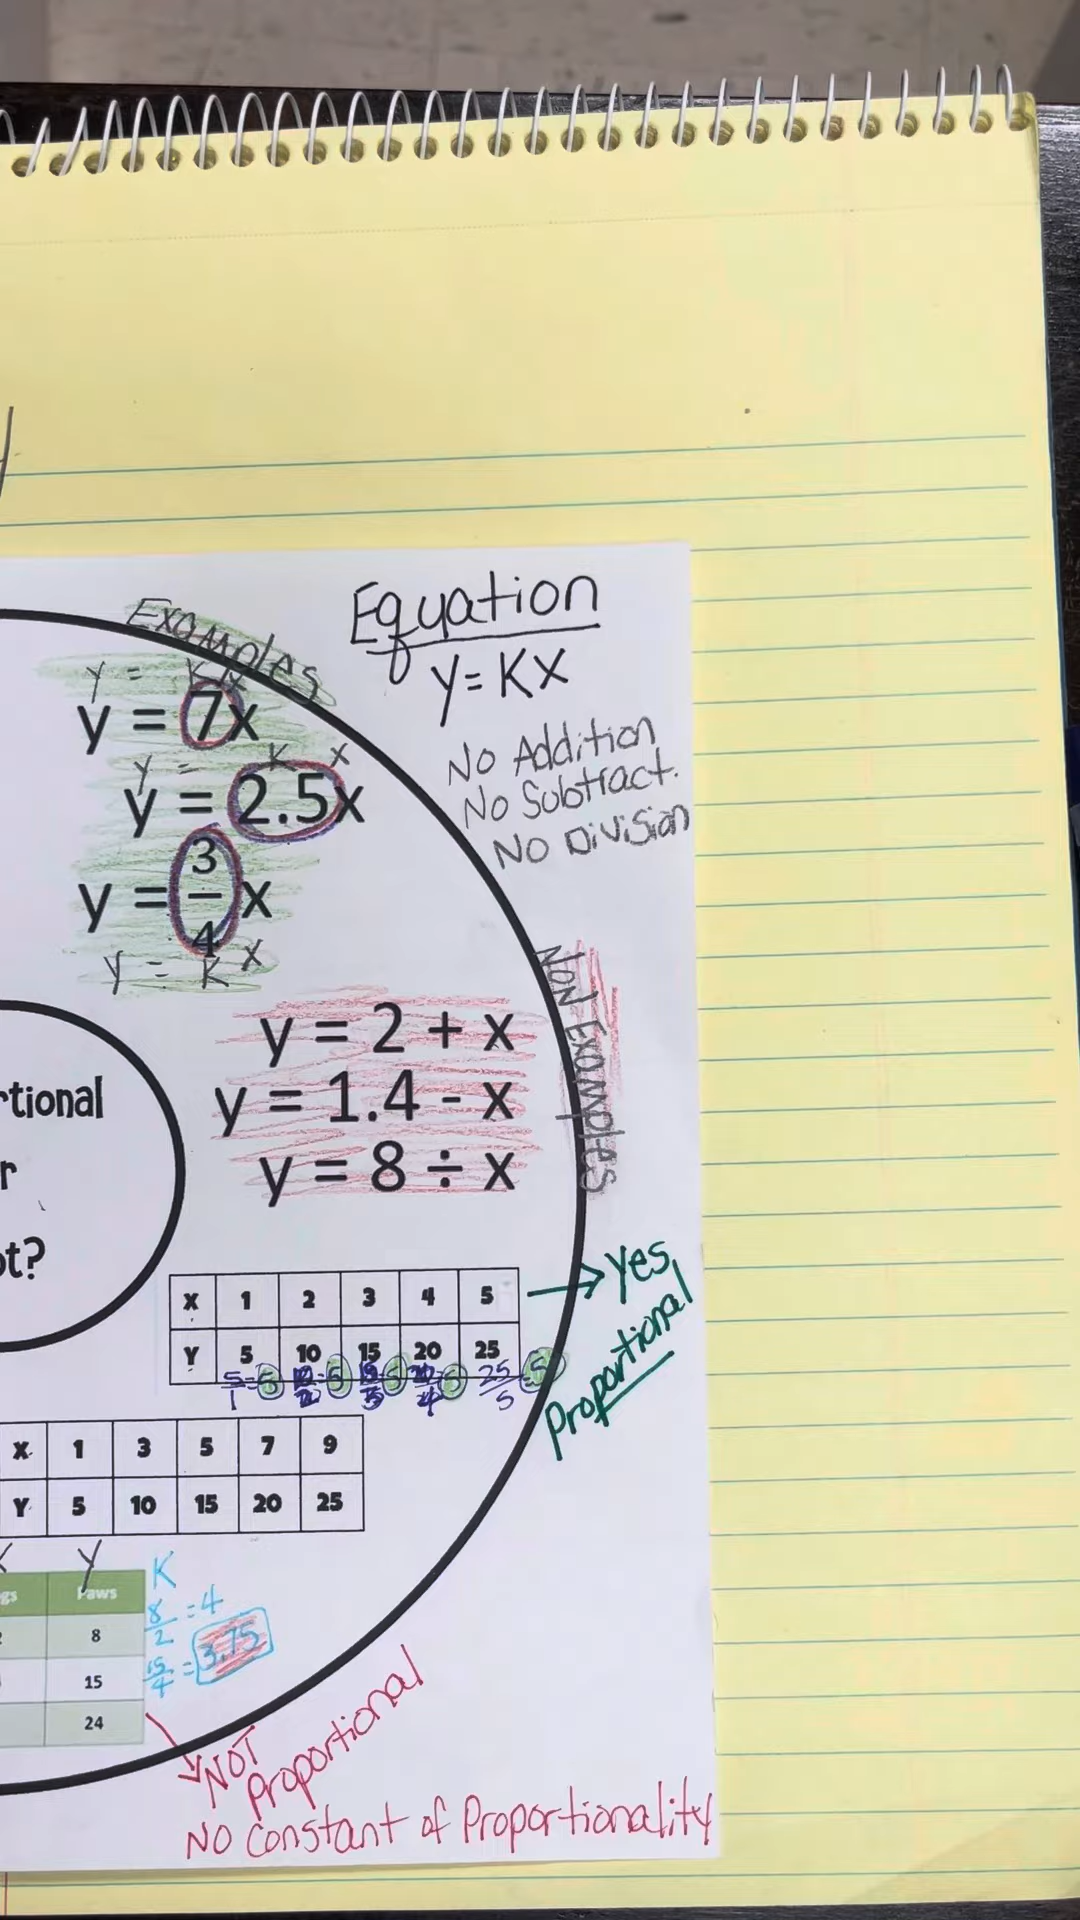 Equation
y = Kx
Examples
y = Kx
y = 7x
y = K x
y = 2.5x
y = 3/4 x
y = K x
No Addition
No Subtract.
No Division
Non Examples
y = 2 + x
y = 1.4 - x
y = 8 ÷ x
rtional
r
ot?
X 1 2 3 4 5
Y 5 10 15 20 25
5/1=5 10/2=5 15/3=5 20/4=5 25/5=5
Yes,
Proportional
X 1 3 5 7 9
Y 5 10 15 20 25
Y K
gs Paws
8
15
24
8/2 = 4
15/4 = 3.75
NOT
Proportional
No Constant of Proportionality